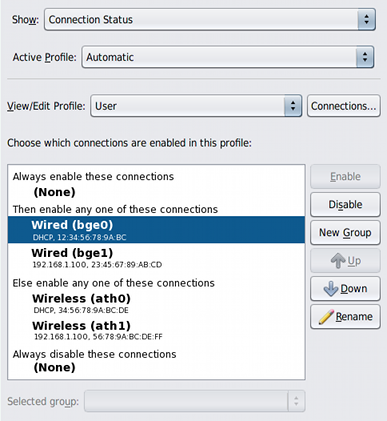 Show: Connection Status
Active Profile: Automatic
View/Edit Profile: User Connections...
Choose which connections are enabled in this profile:
Always enable these connections
(None)
Then enable any one of these connections
Wired (bge0)
DHCP, 12:34:56:78:9A:BC
Wired (bge1)
192.168.1.100, 23:45:67:89:AB:CD
Else enable any one of these connections
Wireless (ath0)
DHCP, 34:56:78:9A:BC:DE
Wireless (ath1)
192.168.1.100, 56:78:9A:BC:DE:FF
Always disable these connections
(None)
Enable
Disable
New Group
Up
Down
Rename
Selected group: